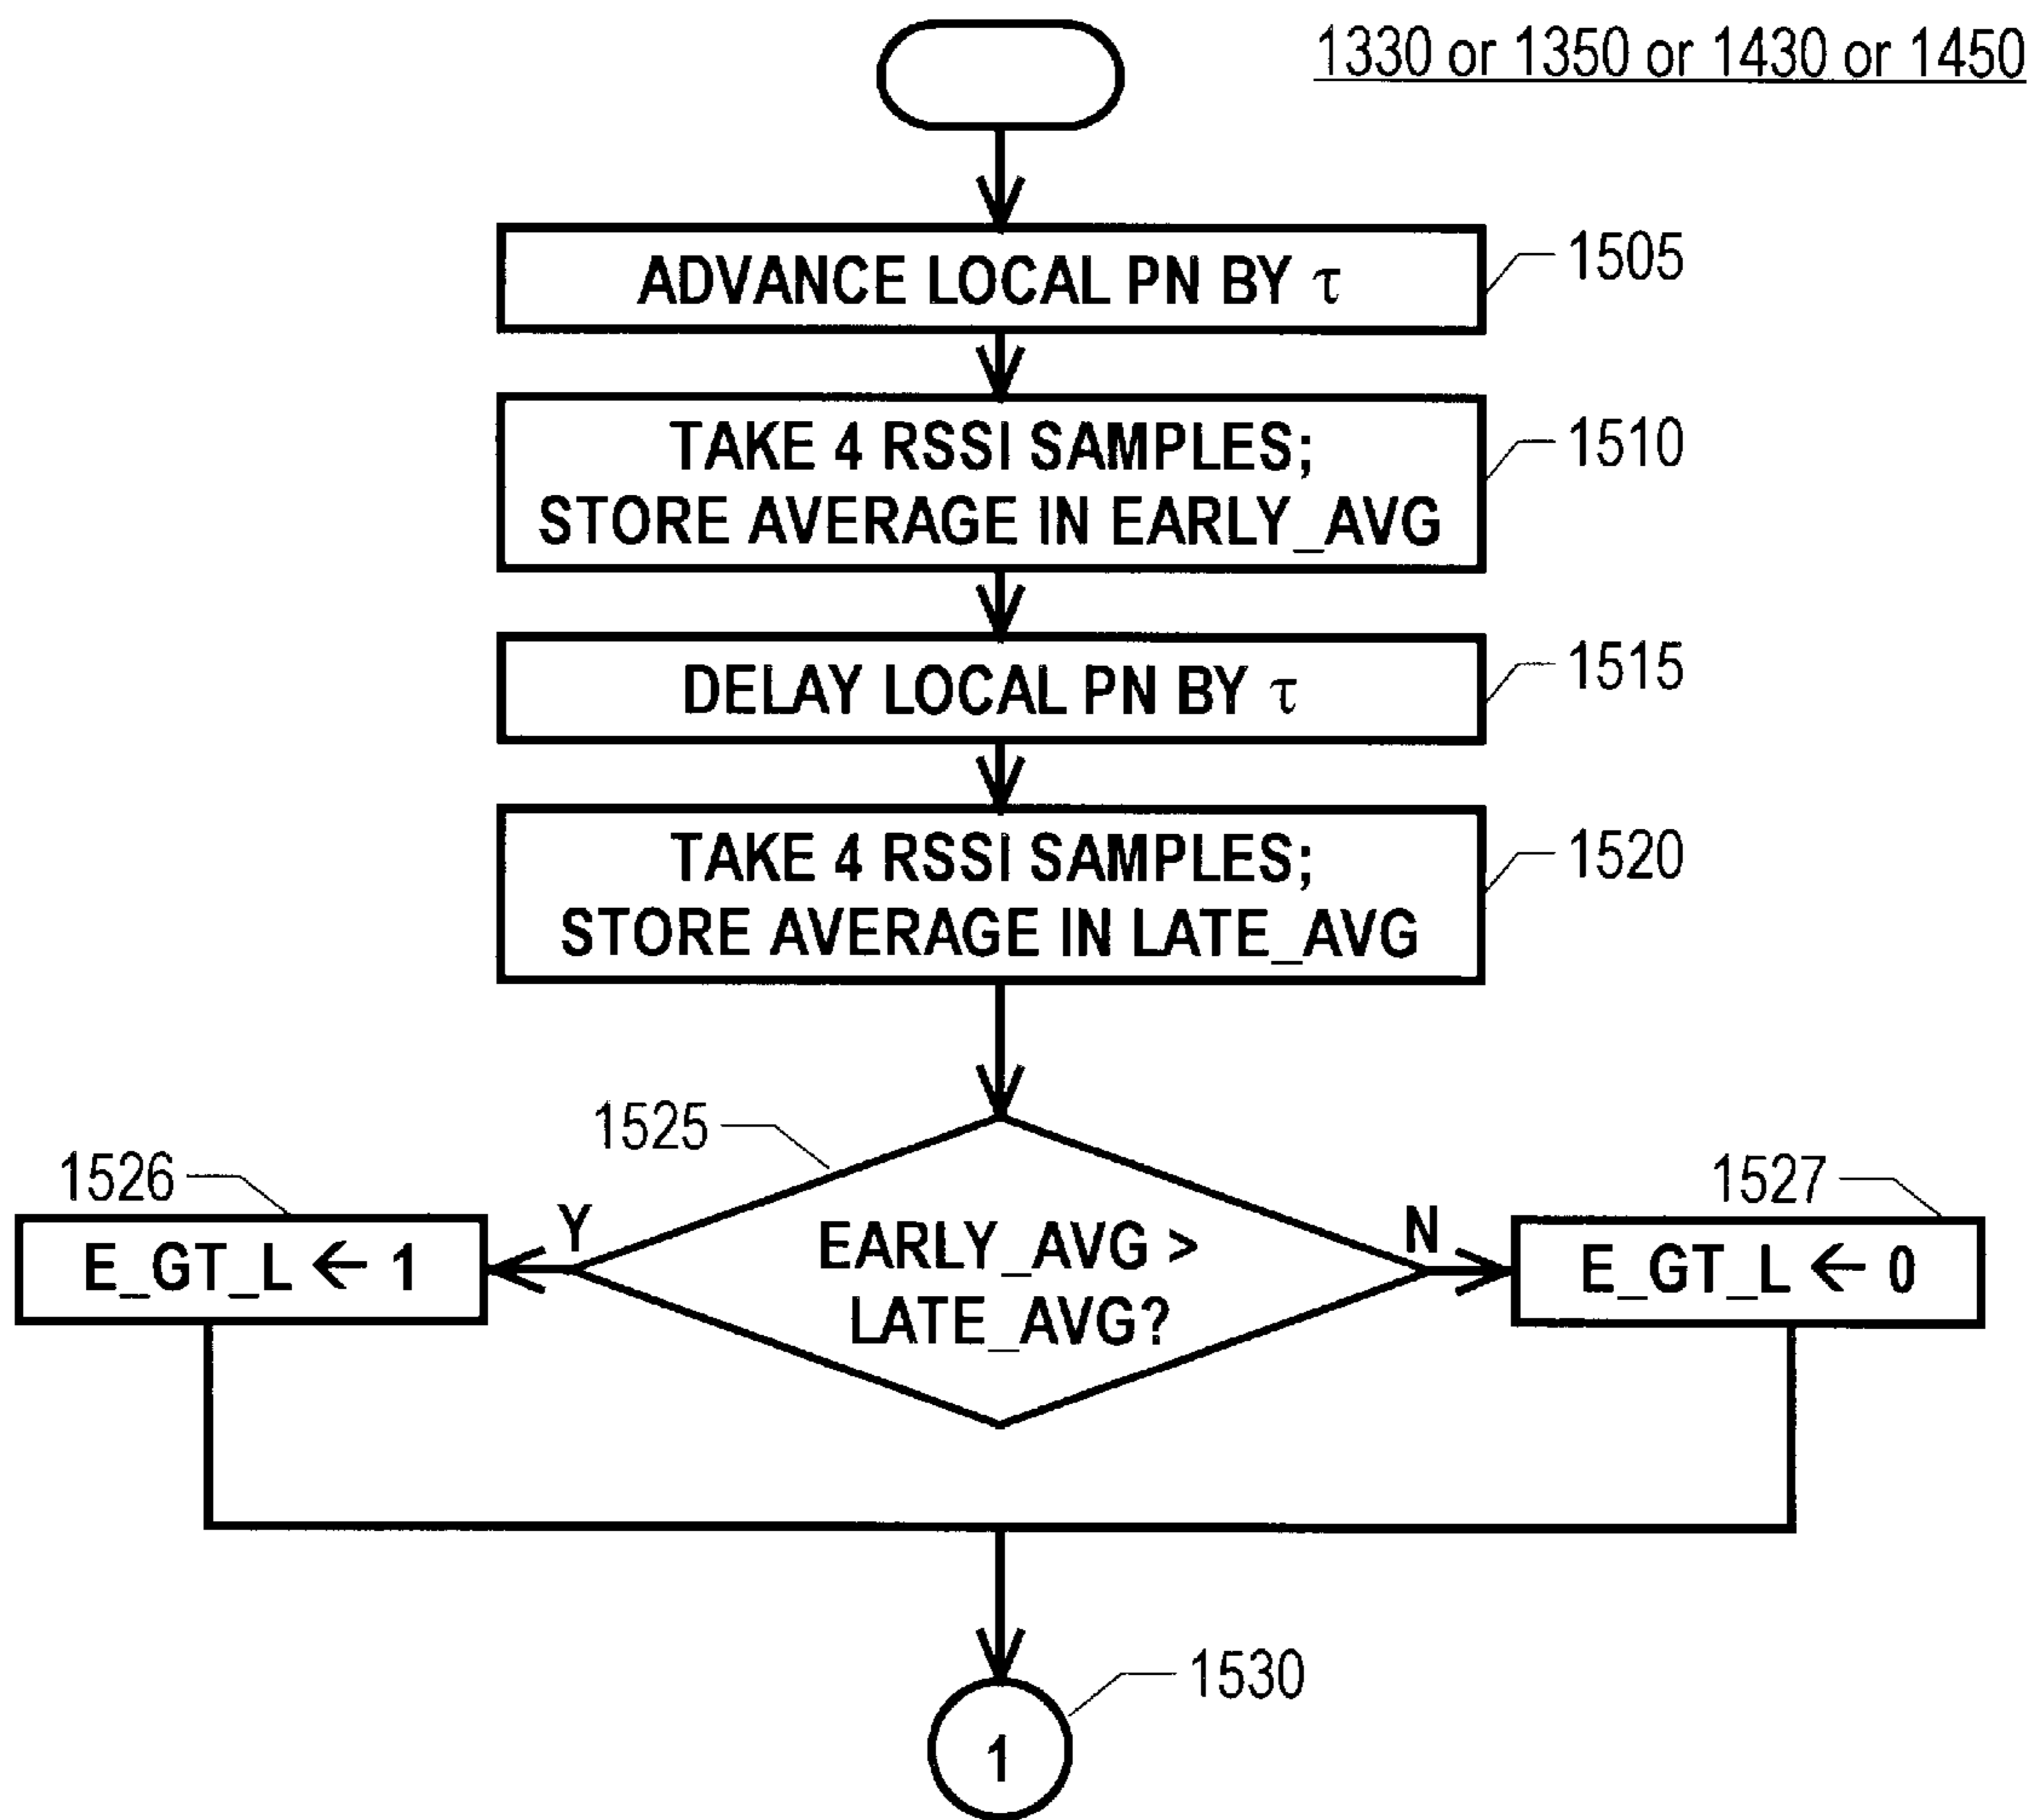 1330 or 1350 or 1430 or 1450
ADVANCE LOCAL PN BY τ
1505
TAKE 4 RSSI SAMPLES;
STORE AVERAGE IN EARLY_AVG
1510
DELAY LOCAL PN BY τ
1515
TAKE 4 RSSI SAMPLES;
STORE AVERAGE IN LATE_AVG
1520
1525
1526
1527
Y
N
E_GT_L ← 1
EARLY_AVG >
LATE_AVG?
E_GT_L ← 0
1530
1